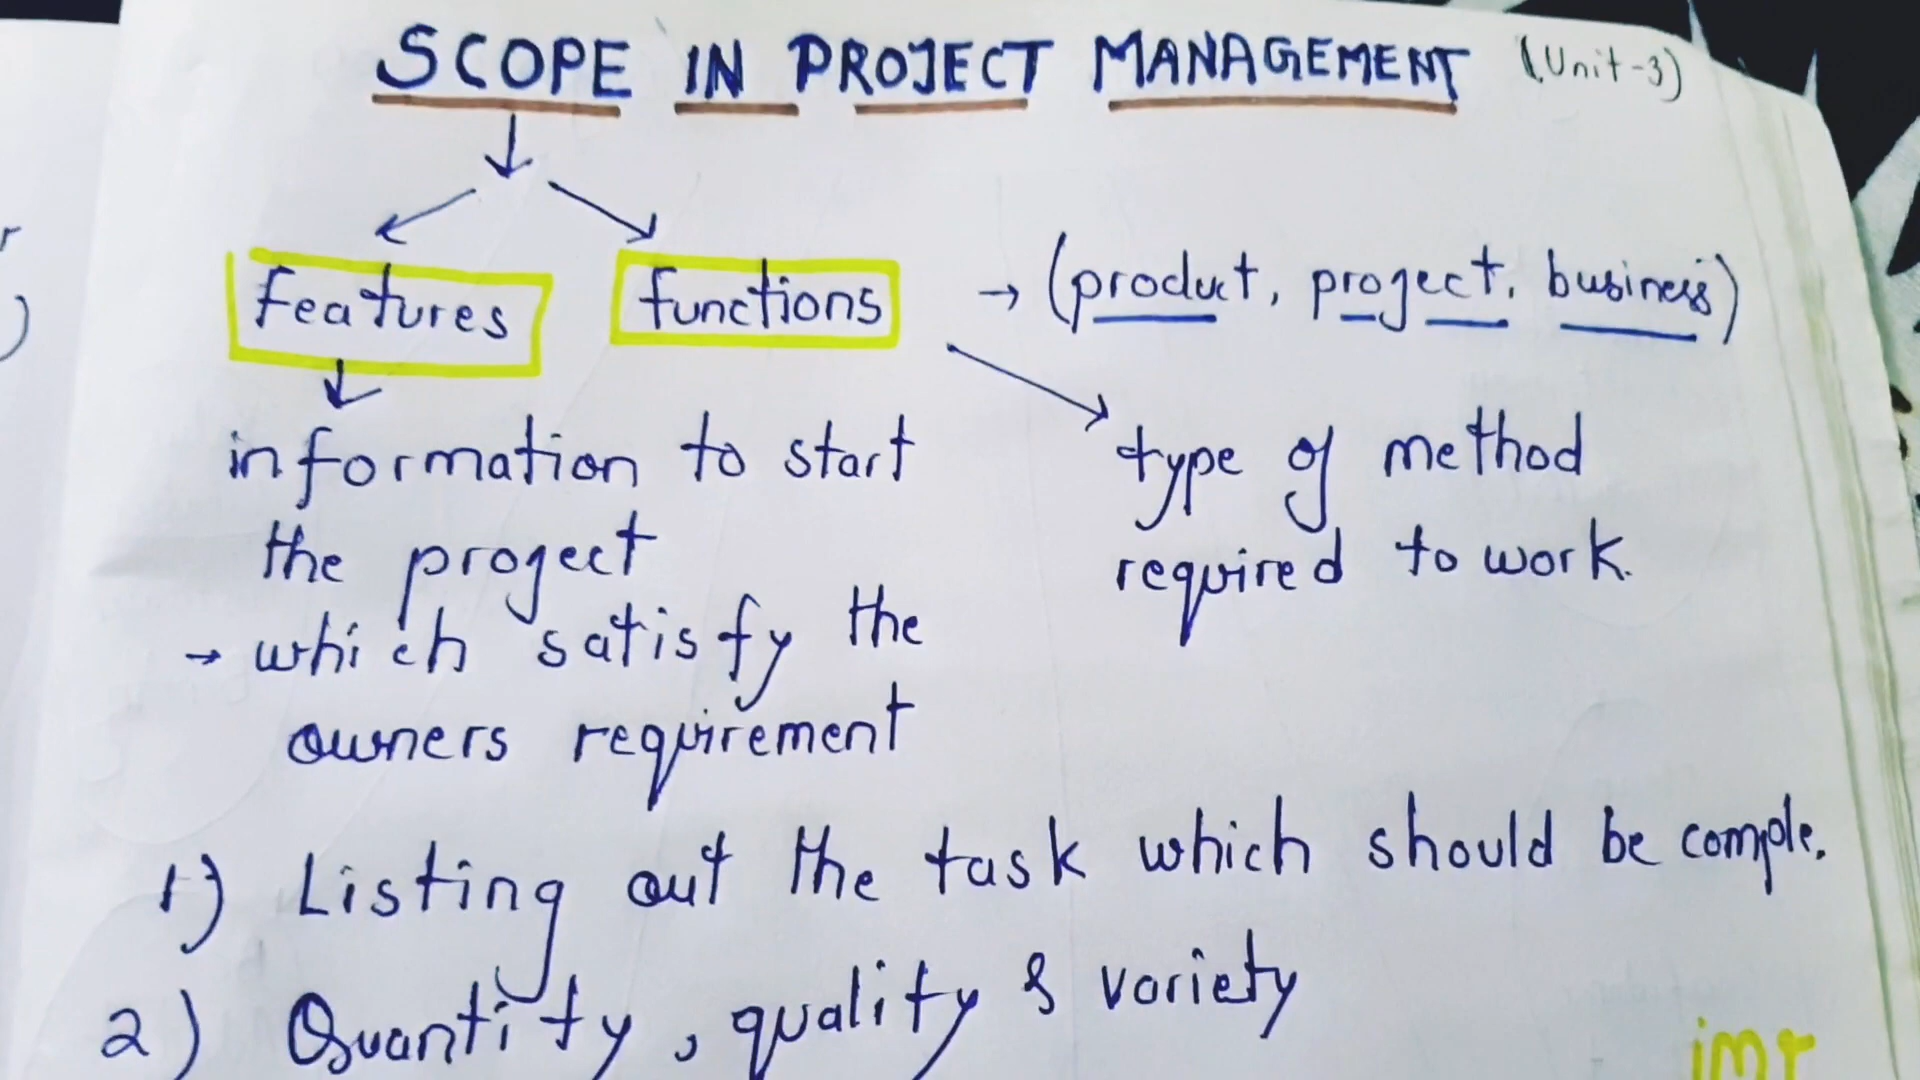 SCOPE IN PROJECT MANAGEMENT (Unit-3)
features functions → (product, project, business)
information to start
the project
→ which satisfy the
owners requirement
type of method
required to work.
1) Listing out the task which should be comple.
2) Quantity, quality & variety